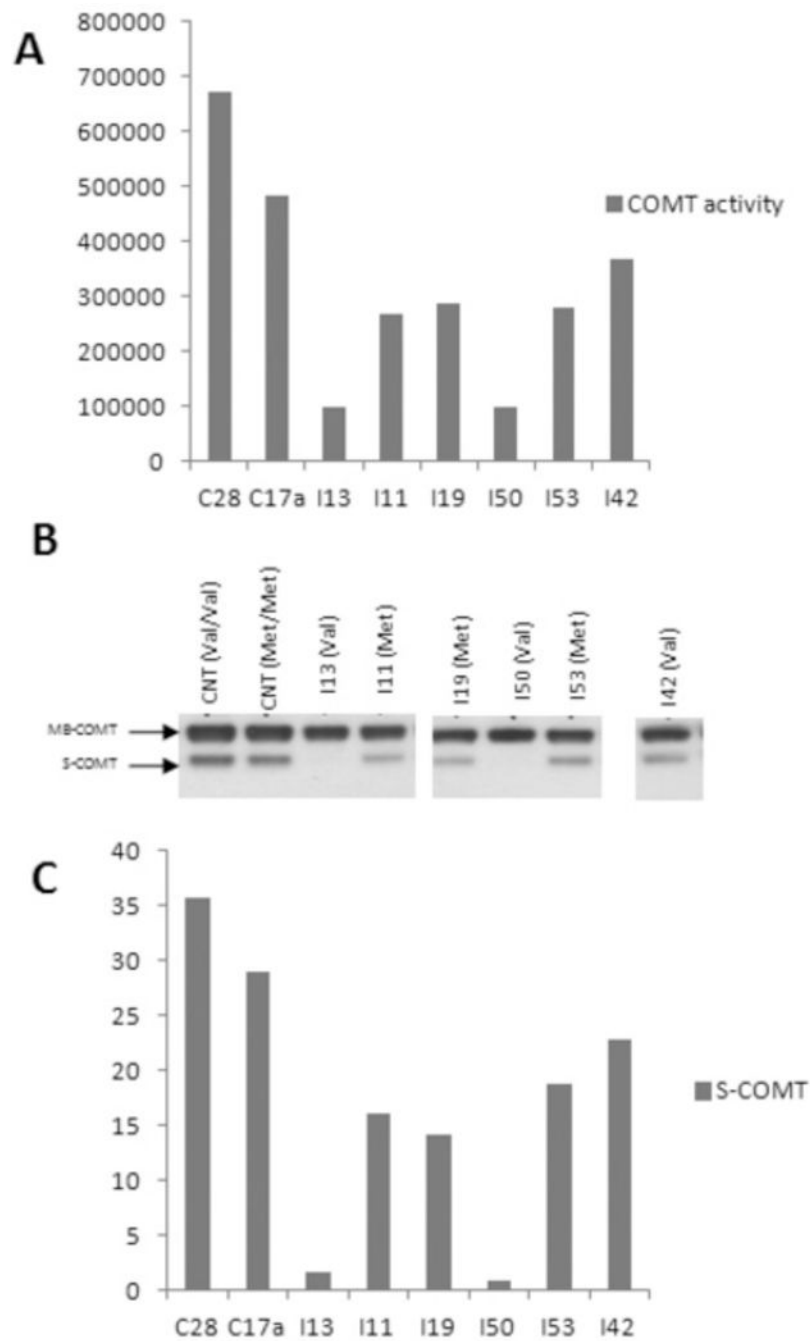 A
800000
700000
600000
500000
400000
300000
200000
100000
0
COMT activity
C28 C17a I13 I11 I19 I50 I53 I42
B
CNT (Val/Val)
CNT (Met/Met)
I13 (Val)
I11 (Met)
I19 (Met)
I50 (Val)
I53 (Met)
I42 (Val)
MB-COMT
S-COMT
C
40
35
30
25
20
15
10
5
0
S-COMT
C28 C17a I13 I11 I19 I50 I53 I42